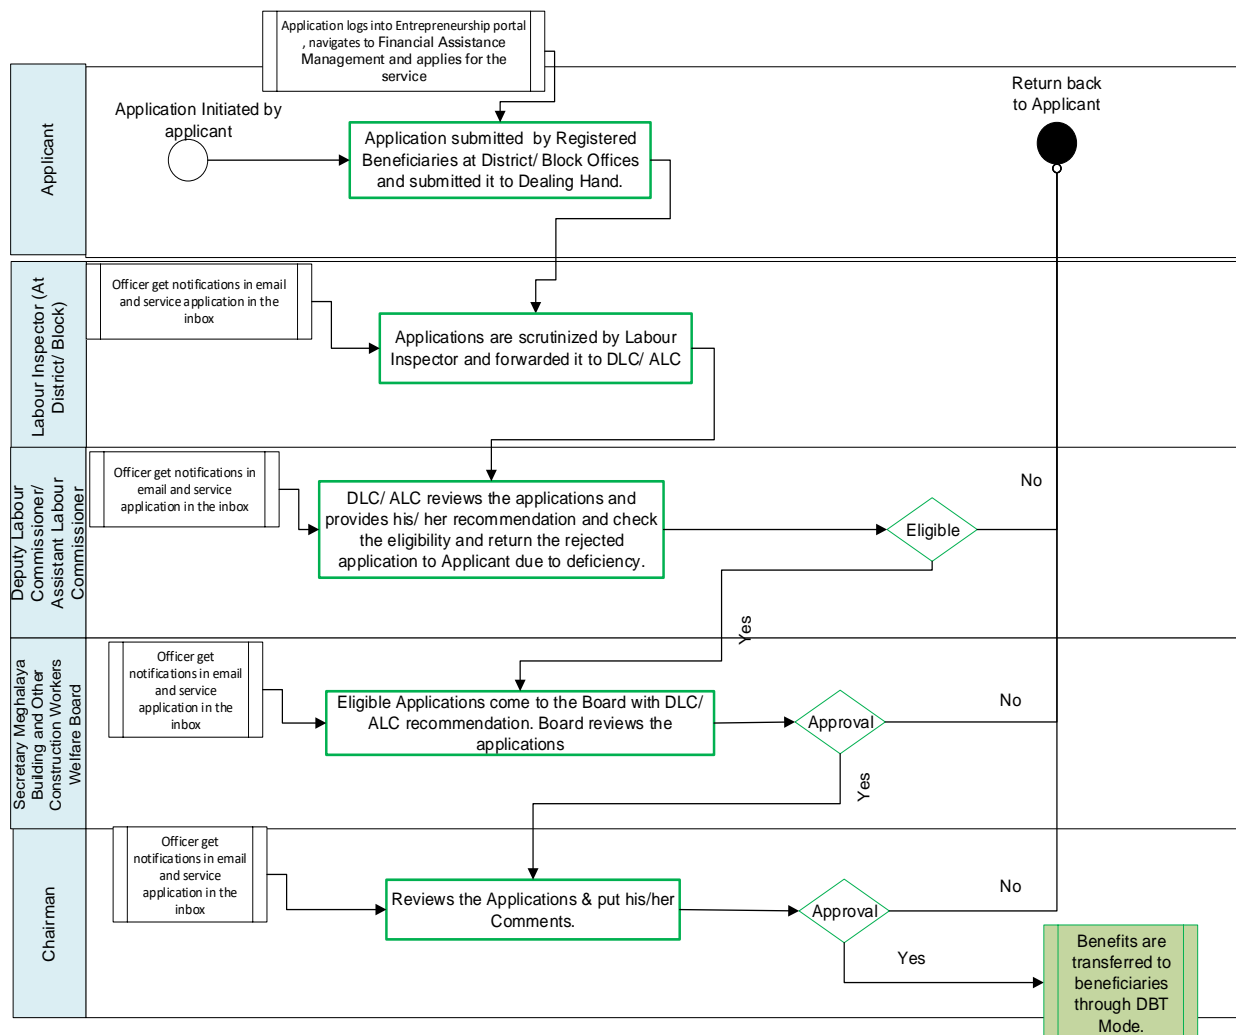 Application logs into Entrepreneurship portal
, navigates to Financial Assistance
Management and applies for the
service
Applicant
Application Initiated by
applicant
Application submitted by Registered
Beneficiaries at District/ Block Offices
and submitted it to Dealing Hand.
Return back
to Applicant
Labour Inspector (At
District/ Block)
Officer get notifications in email
and service application in the
inbox
Applications are scrutinized by Labour
Inspector and forwarded it to DLC/ ALC
Deputy Labour
Commissioner/
Assistant Labour
Commissioner
Officer get notifications in
email and service
application in the inbox
DLC/ ALC reviews the applications and
provides his/ her recommendation and check
the eligibility and return the rejected
application to Applicant due to deficiency.
Eligible
No
Yes
Secretary Meghalaya
Building and Other
Construction Workers
Welfare Board
Officer get
notifications in email
and service
application in the
inbox
Eligible Applications come to the Board with DLC/
ALC recommendation. Board reviews the
applications
Approval
No
Yes
Chairman
Officer get
notifications in email
and service
application in the
inbox
Reviews the Applications & put his/her
Comments.
Approval
No
Yes
Benefits are
transferred to
beneficiaries
through DBT
Mode.